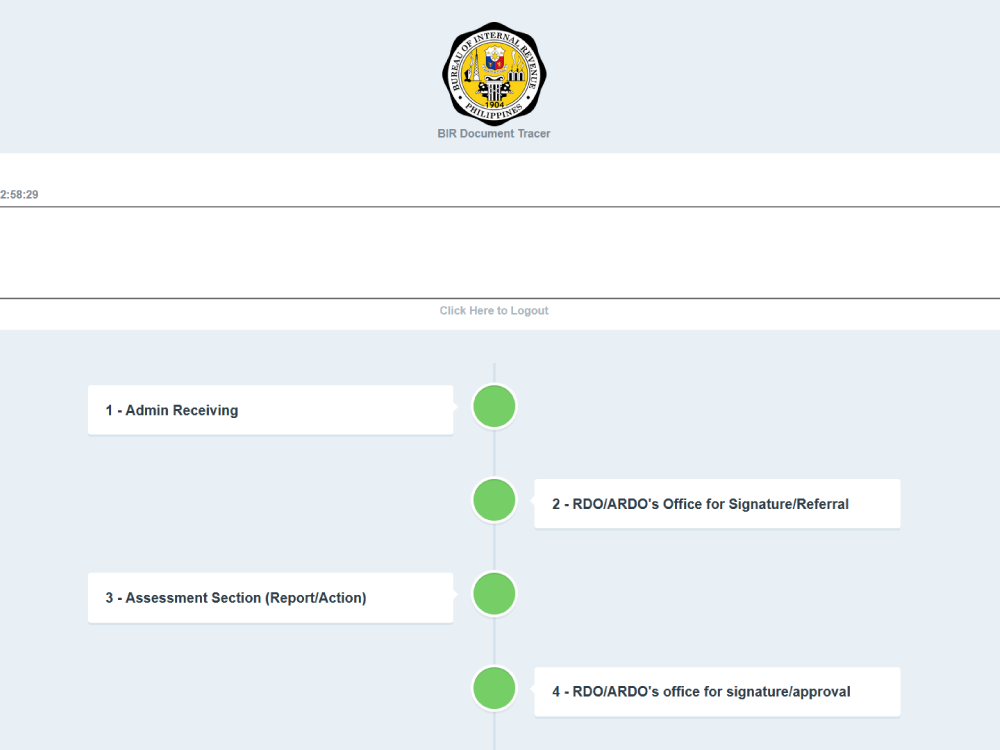 BUREAU OF INTERNAL REVENUE
1904
PHILIPPINES
BIR Document Tracer
2:58:29
Click Here to Logout
1 - Admin Receiving
2 - RDO/ARDO's Office for Signature/Referral
3 - Assessment Section (Report/Action)
4 - RDO/ARDO's office for signature/approval